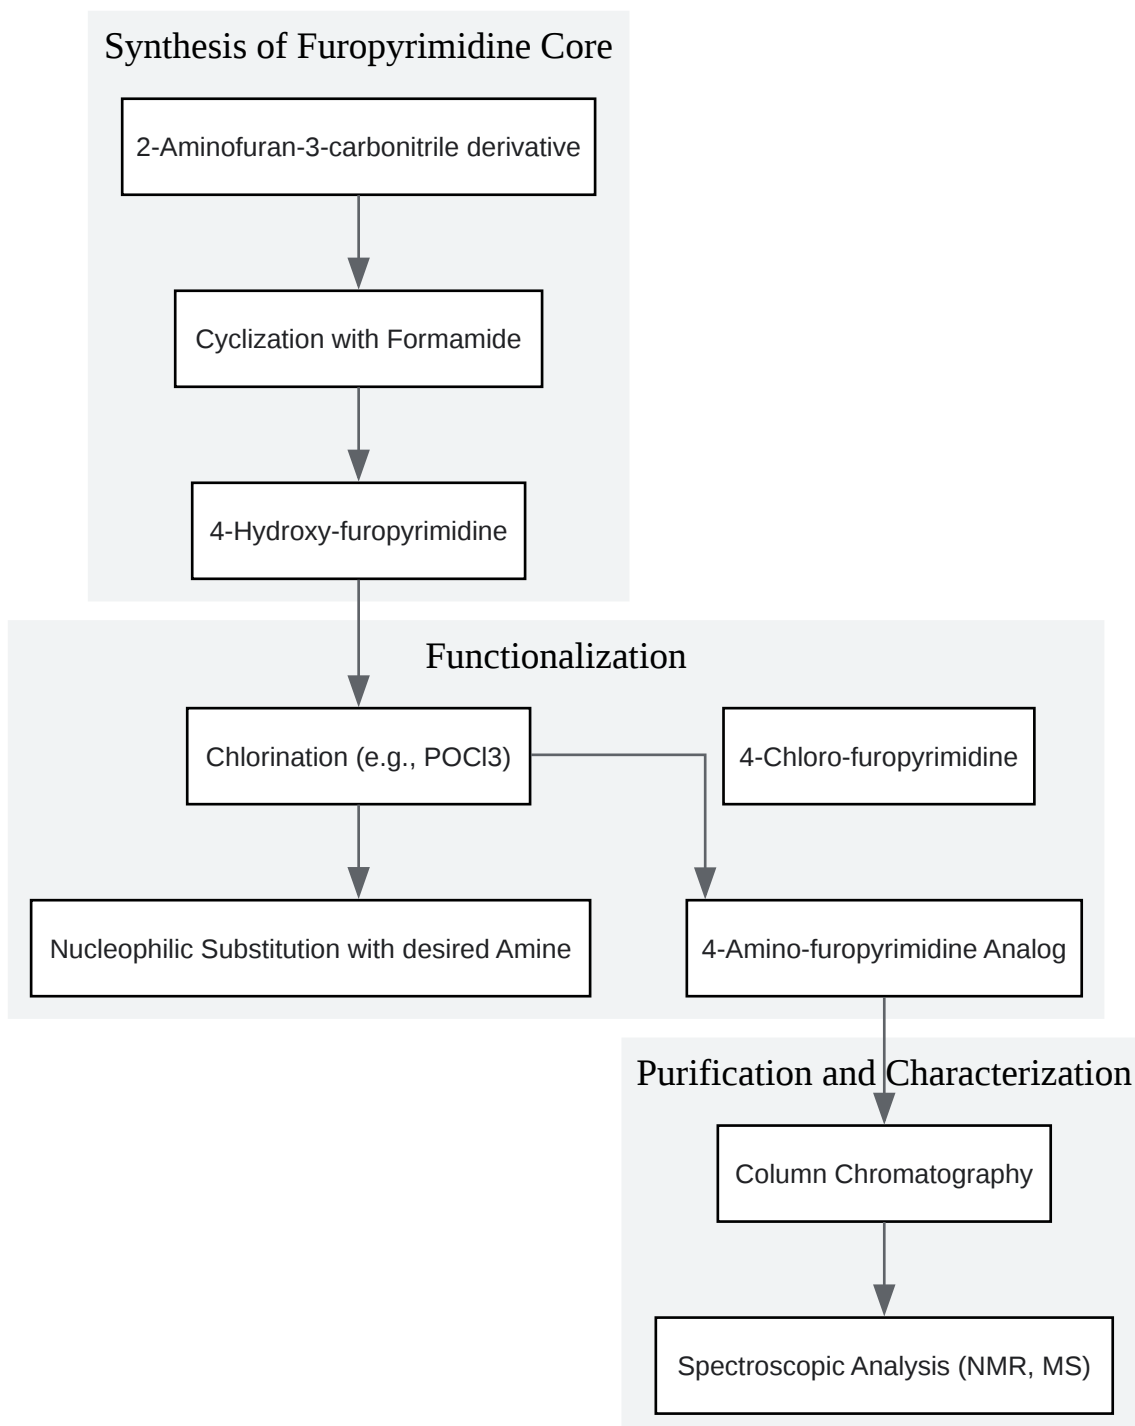 Synthesis of Furopyrimidine Core
2-Aminofuran-3-carbonitrile derivative
Cyclization with Formamide
4-Hydroxy-furopyrimidine
Functionalization
Chlorination (e.g., POCl3)
4-Chloro-furopyrimidine
Nucleophilic Substitution with desired Amine
4-Amino-furopyrimidine Analog
Purification and Characterization
Column Chromatography
Spectroscopic Analysis (NMR, MS)